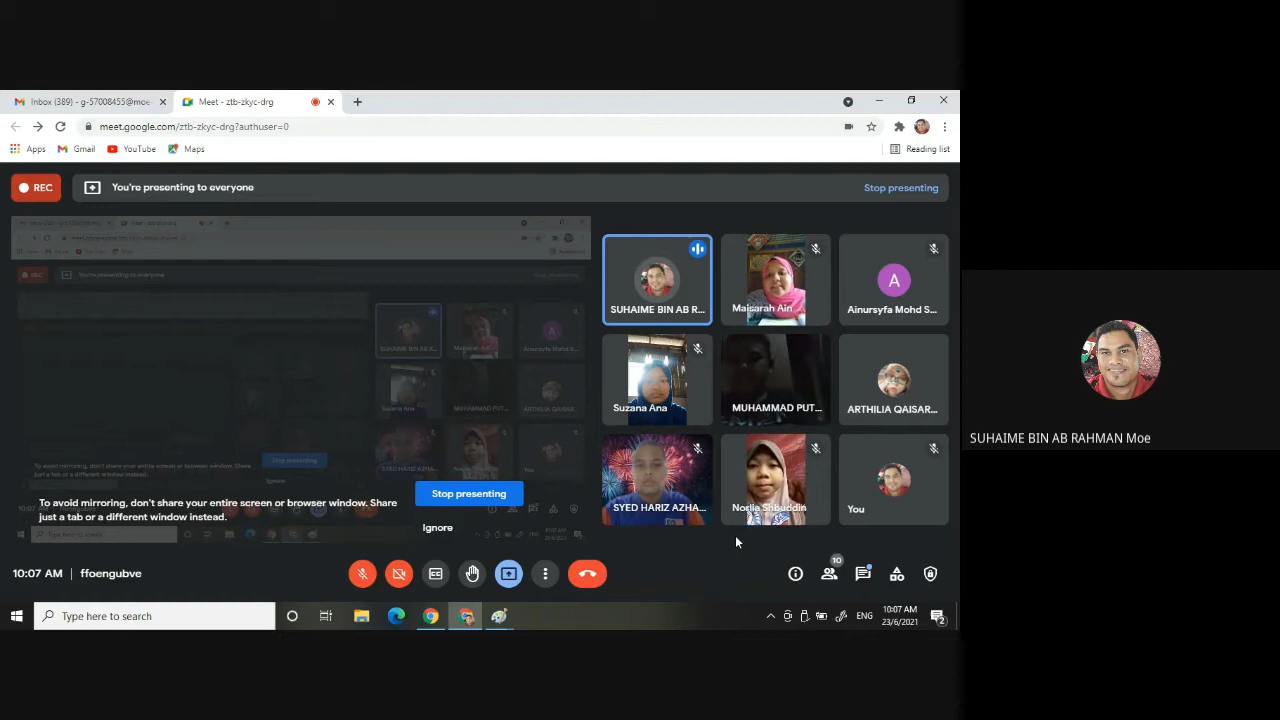 Inbox (389) - g-57008455@moe-
Meet - ztb-zkyc-drg
meet.google.com/ztb-zkyc-drg?authuser=0
Apps
Gmail
YouTube
Maps
Reading list
REC
You're presenting to everyone
Stop presenting
SUHAIME BIN AB R...
Maisarah Ain
Ainursyfa Mohd S...
Suzana Ana
MUHAMMAD PUT...
ARTHILIA QAISAR...
SYED HARIZ AZHA...
Norila Shbuddin
You
To avoid mirroring, don't share your entire screen or browser window. Share
just a tab or a different window instead.
Stop presenting
Ignore
10:07 AM | ffoengubve
10
Type here to search
ENG
10:07 AM
23/6/2021
2
SUHAIME BIN AB RAHMAN Moe
A